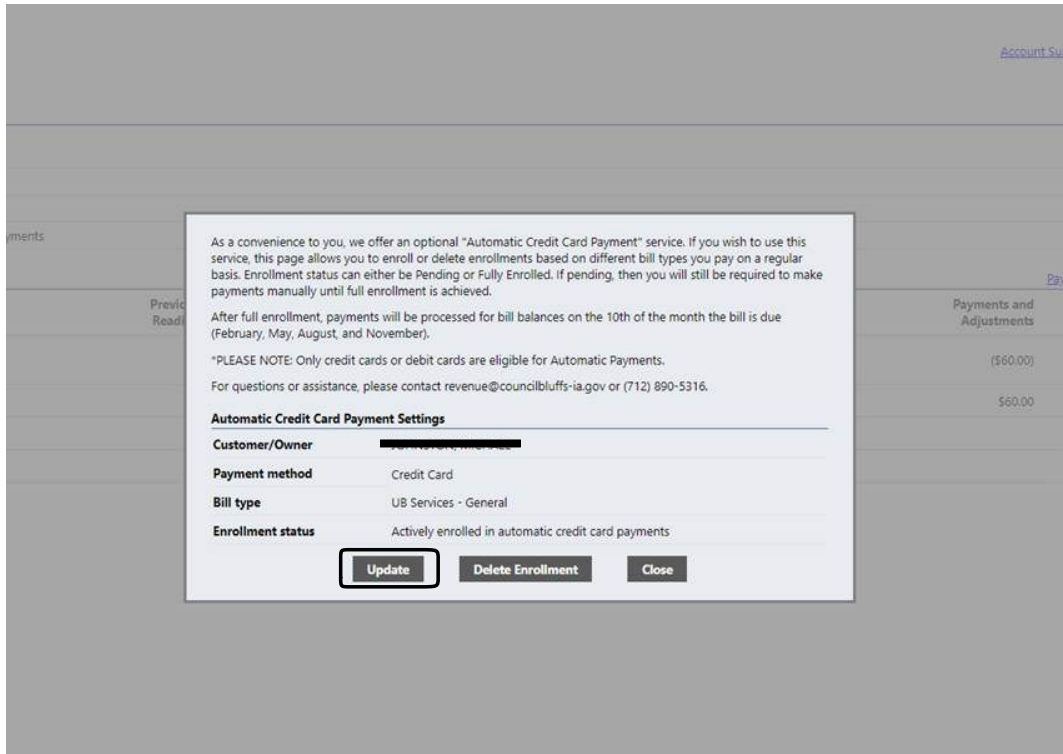 Account Su
As a convenience to you, we offer an optional "Automatic Credit Card Payment" service. If you wish to use this
service, this page allows you to enroll or delete enrollments based on different bill types you pay on a regular
basis. Enrollment status can either be Pending or Fully Enrolled. If pending, then you will still be required to make
payments manually until full enrollment is achieved.
After full enrollment, payments will be processed for bill balances on the 10th of the month the bill is due
(February, May, August, and November).
*PLEASE NOTE: Only credit cards or debit cards are eligible for Automatic Payments.
For questions or assistance, please contact revenue@councilbluffs-ia.gov or (712) 890-5316.
Automatic Credit Card Payment Settings
Customer/Owner
Payment method Credit Card
Bill type UB Services - General
Enrollment status Actively enrolled in automatic credit card payments
Update Delete Enrollment Close
yments
Previo
Readi
Pay
Payments and
Adjustments
($60.00)
$60.00